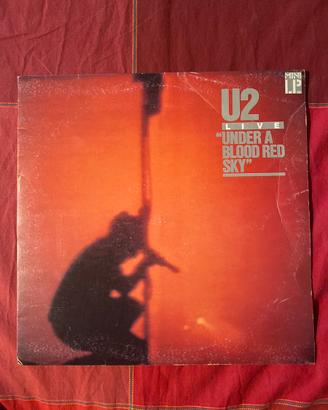 MINI
LP
U2
LIVE
"UNDER A
BLOOD RED
SKY"